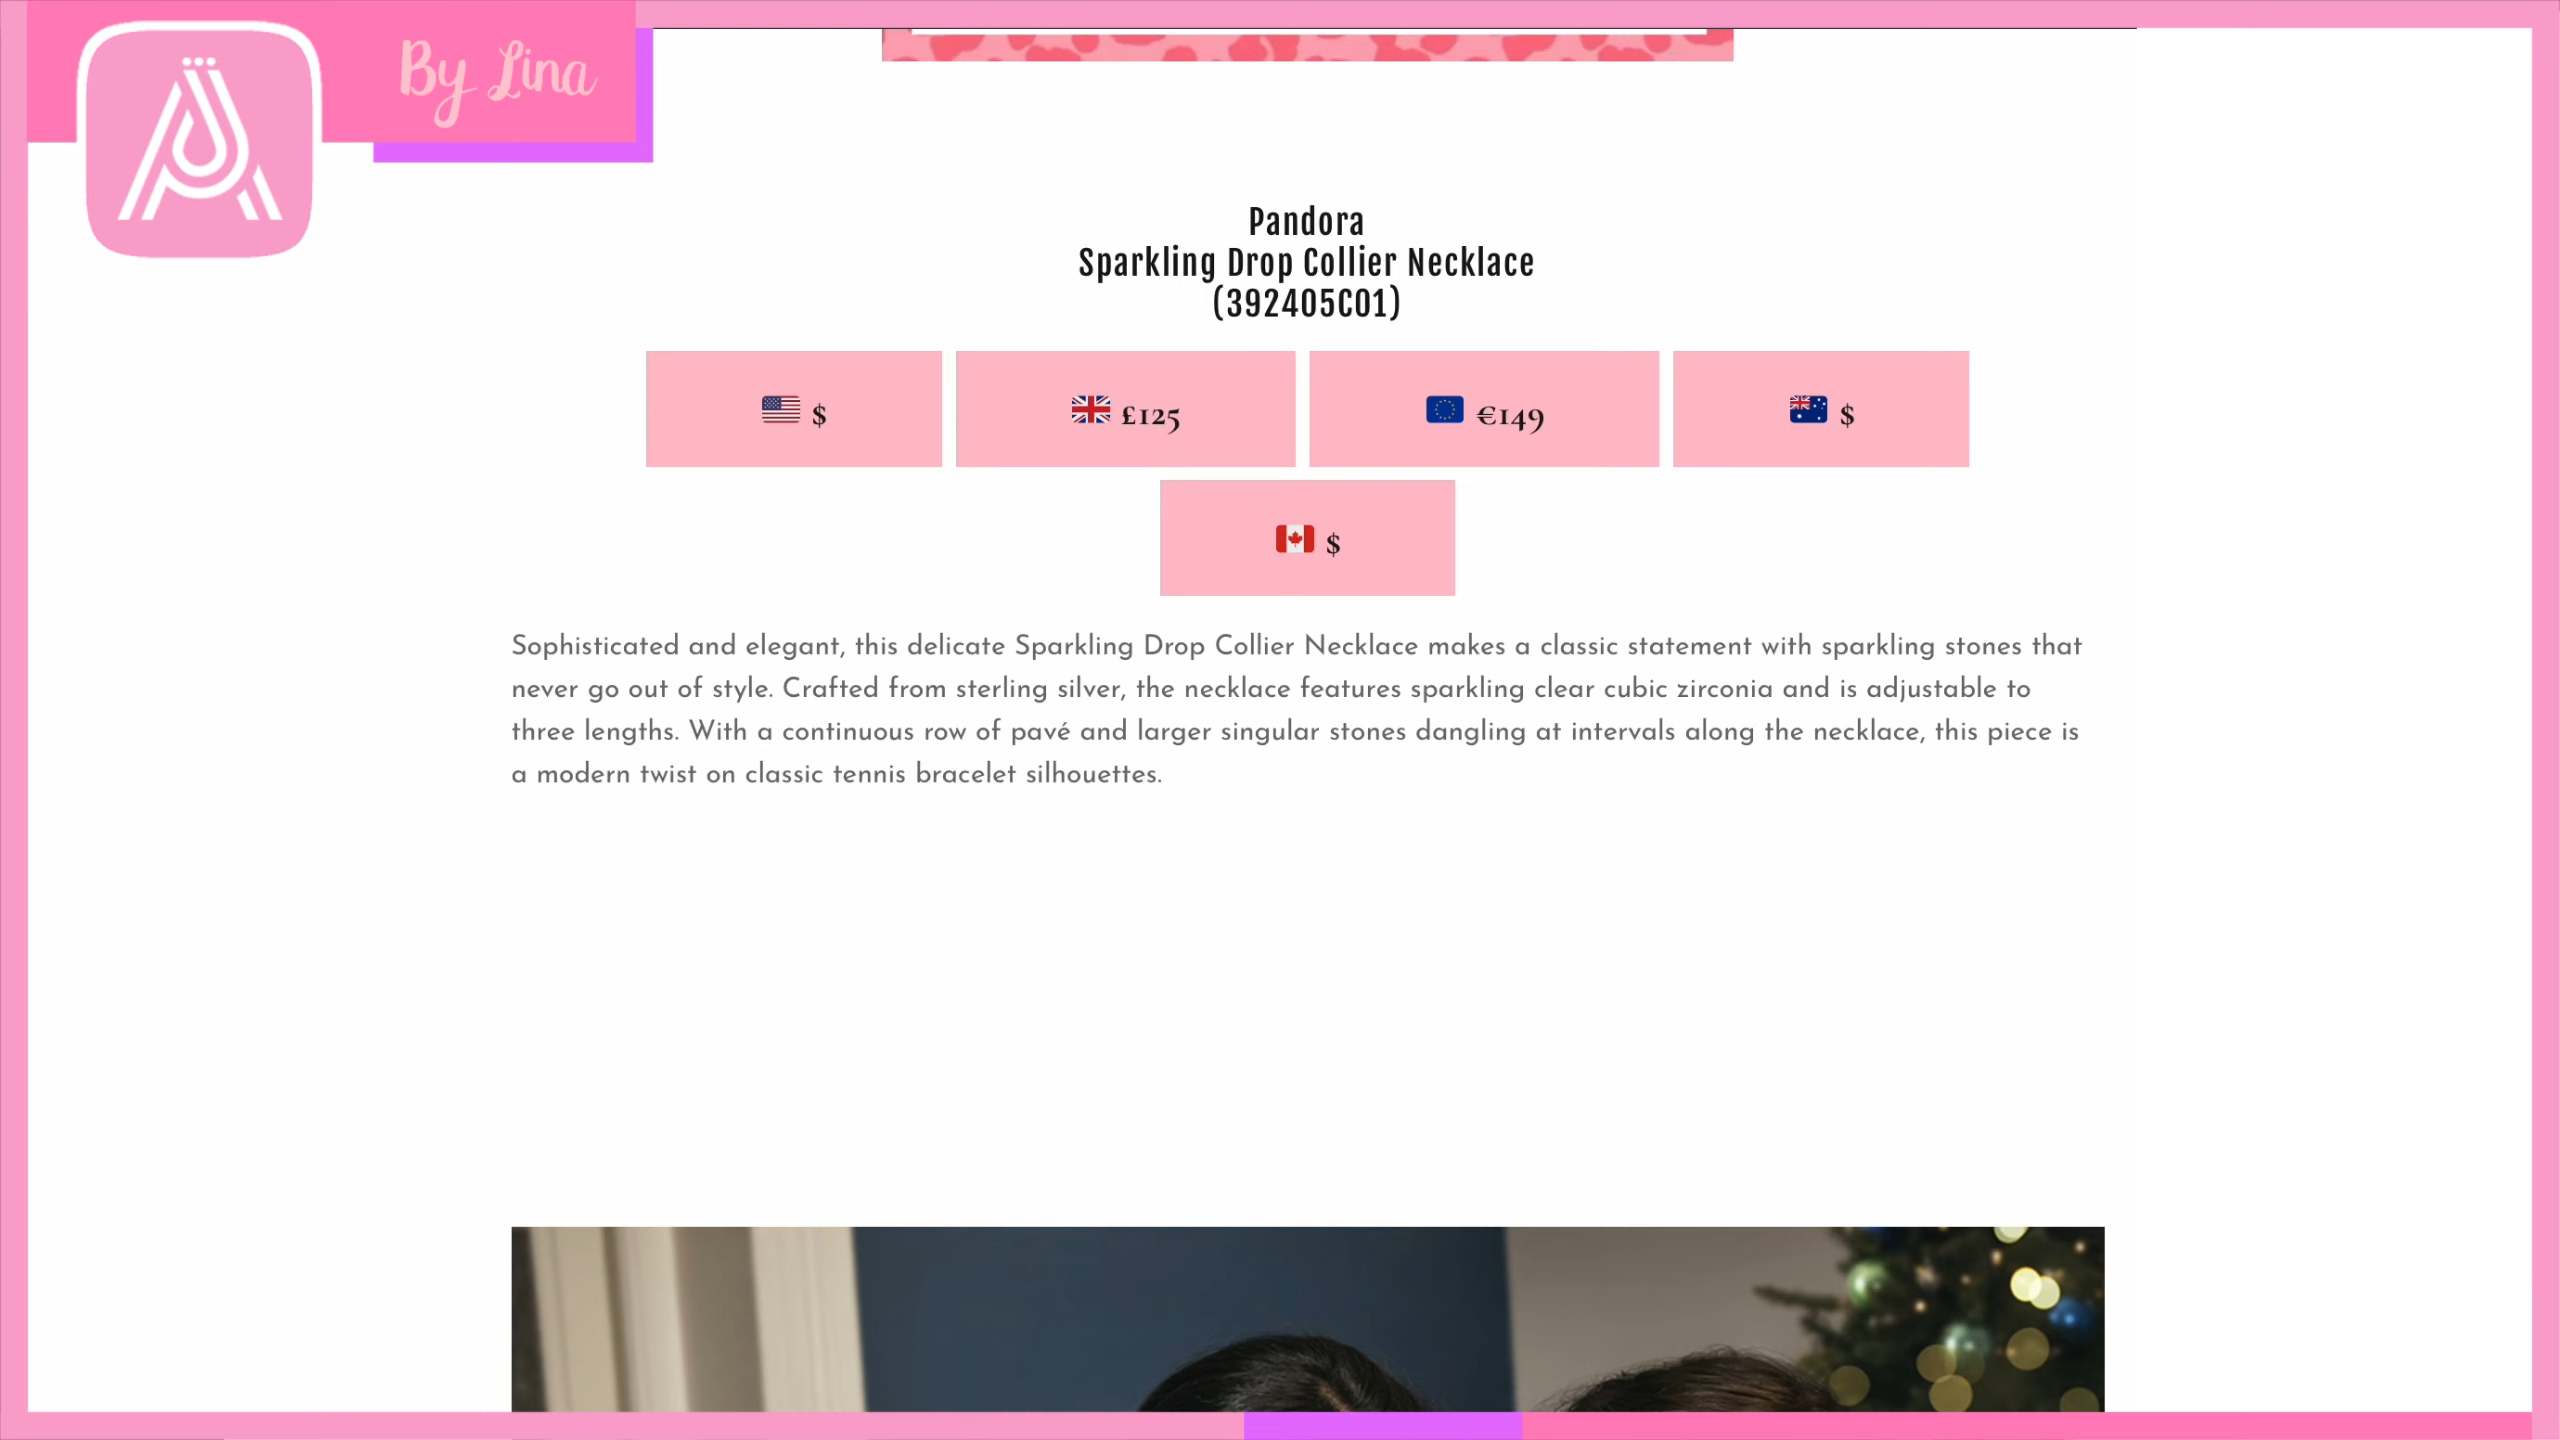 By Lina
Pandora
Sparkling Drop Collier Necklace
(392405C01)
$
£125
€149
$
$
Sophisticated and elegant, this delicate Sparkling Drop Collier Necklace makes a classic statement with sparkling stones that
never go out of style. Crafted from sterling silver, the necklace features sparkling clear cubic zirconia and is adjustable to
three lengths. With a continuous row of pavé and larger singular stones dangling at intervals along the necklace, this piece is
a modern twist on classic tennis bracelet silhouettes.